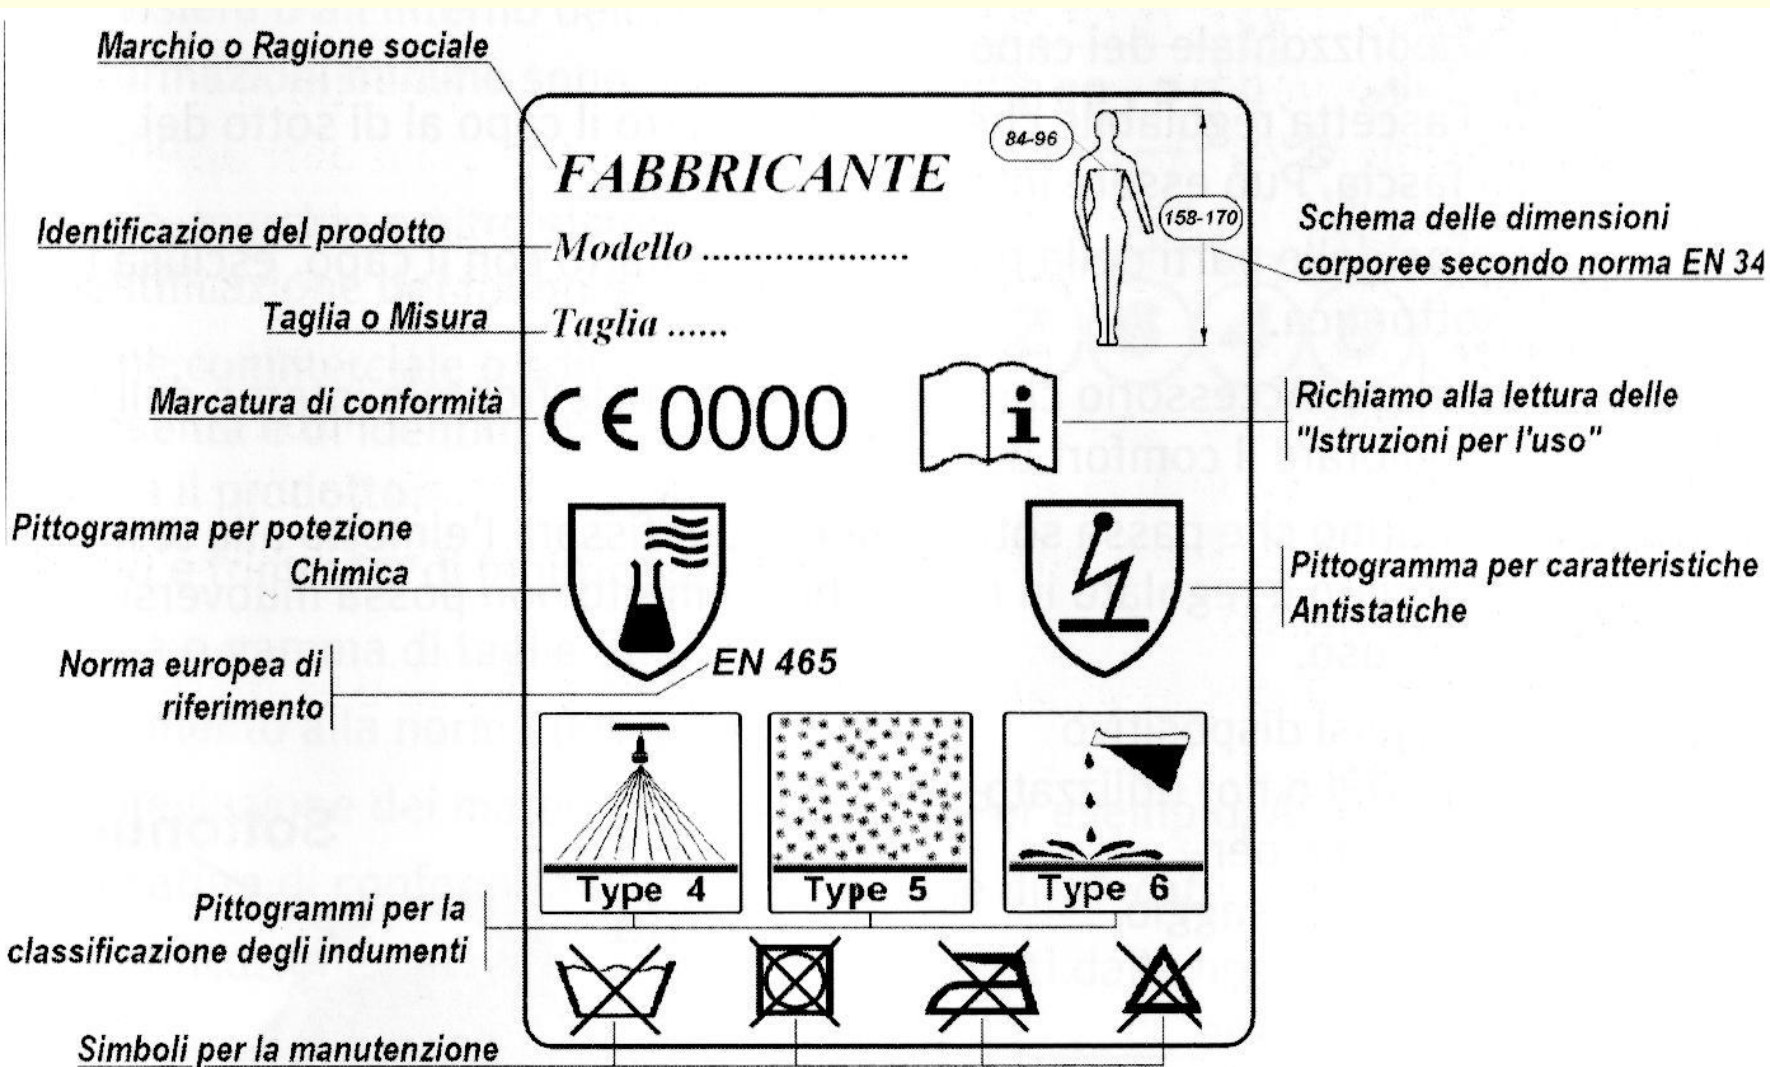 Marchio o Ragione sociale
FABBRICANTE
84-96
158-170
Schema delle dimensioni
corporee secondo norma EN 34
Identificazione del prodotto
Modello ...................
Taglia o Misura
Taglia ......
Marcatura di conformità
CE 0000
i
Richiamo alla lettura delle
"Istruzioni per l'uso"
Pittogramma per potezione
Chimica
Pittogramma per caratteristiche
Antistatiche
Norma europea di
riferimento
EN 465
Type 4
Type 5
Type 6
Pittogrammi per la
classificazione degli indumenti
Simboli per la manutenzione